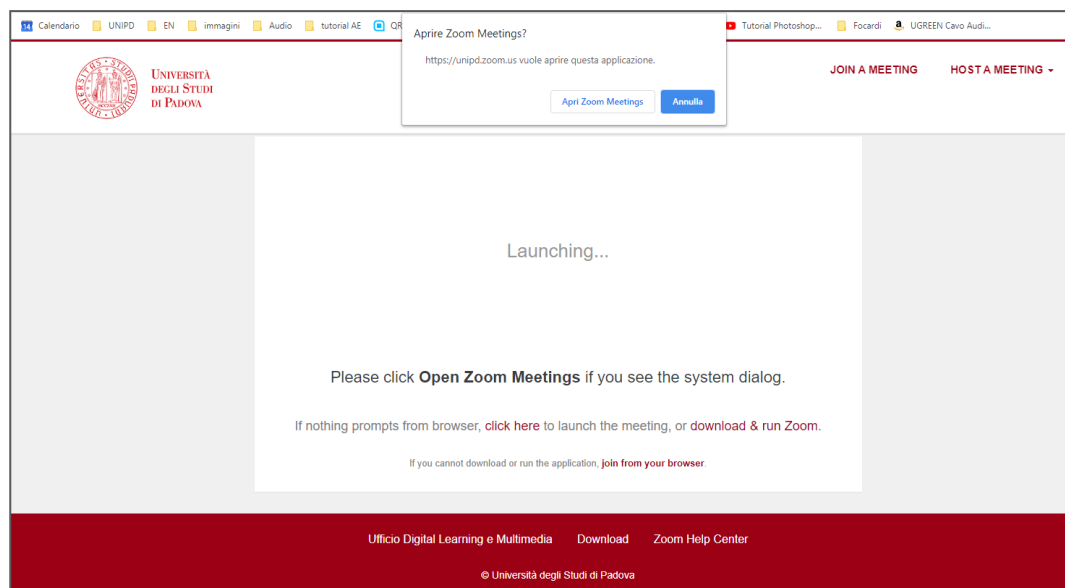 Calendario UNIPD EN immagini Audio tutorial AE QR Tutorial Photoshop... Focardi UGREEN Cavo Audi...
Aprire Zoom Meetings?
https://unipd.zoom.us vuole aprire questa applicazione.
Apri Zoom Meetings Annulla
UNIVERSITÀ
DEGLI STUDI
DI PADOVA
JOIN A MEETING HOST A MEETING
Launching...
Please click Open Zoom Meetings if you see the system dialog.
If nothing prompts from browser, click here to launch the meeting, or download & run Zoom.
If you cannot download or run the application, join from your browser.
Ufficio Digital Learning e Multimedia Download Zoom Help Center
© Università degli Studi di Padova